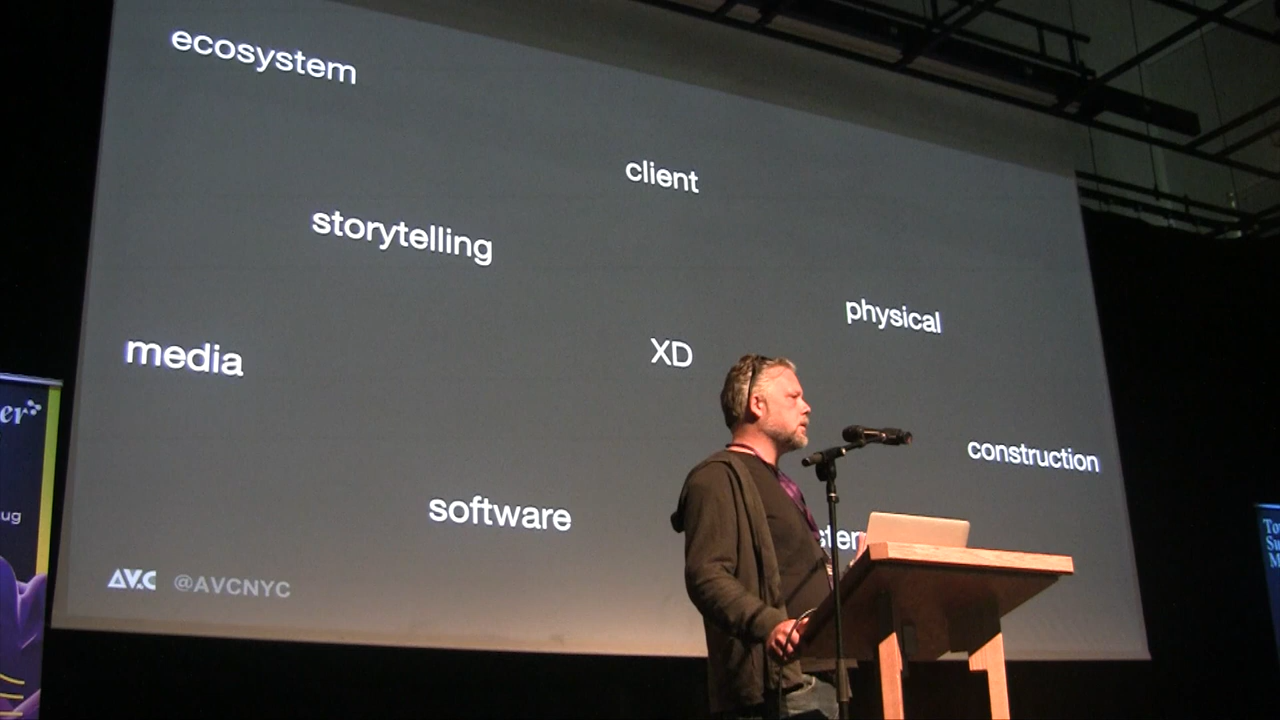 ecosystem
client
storytelling
physical
media
XD
construction
software
AV.C @AVCNYC